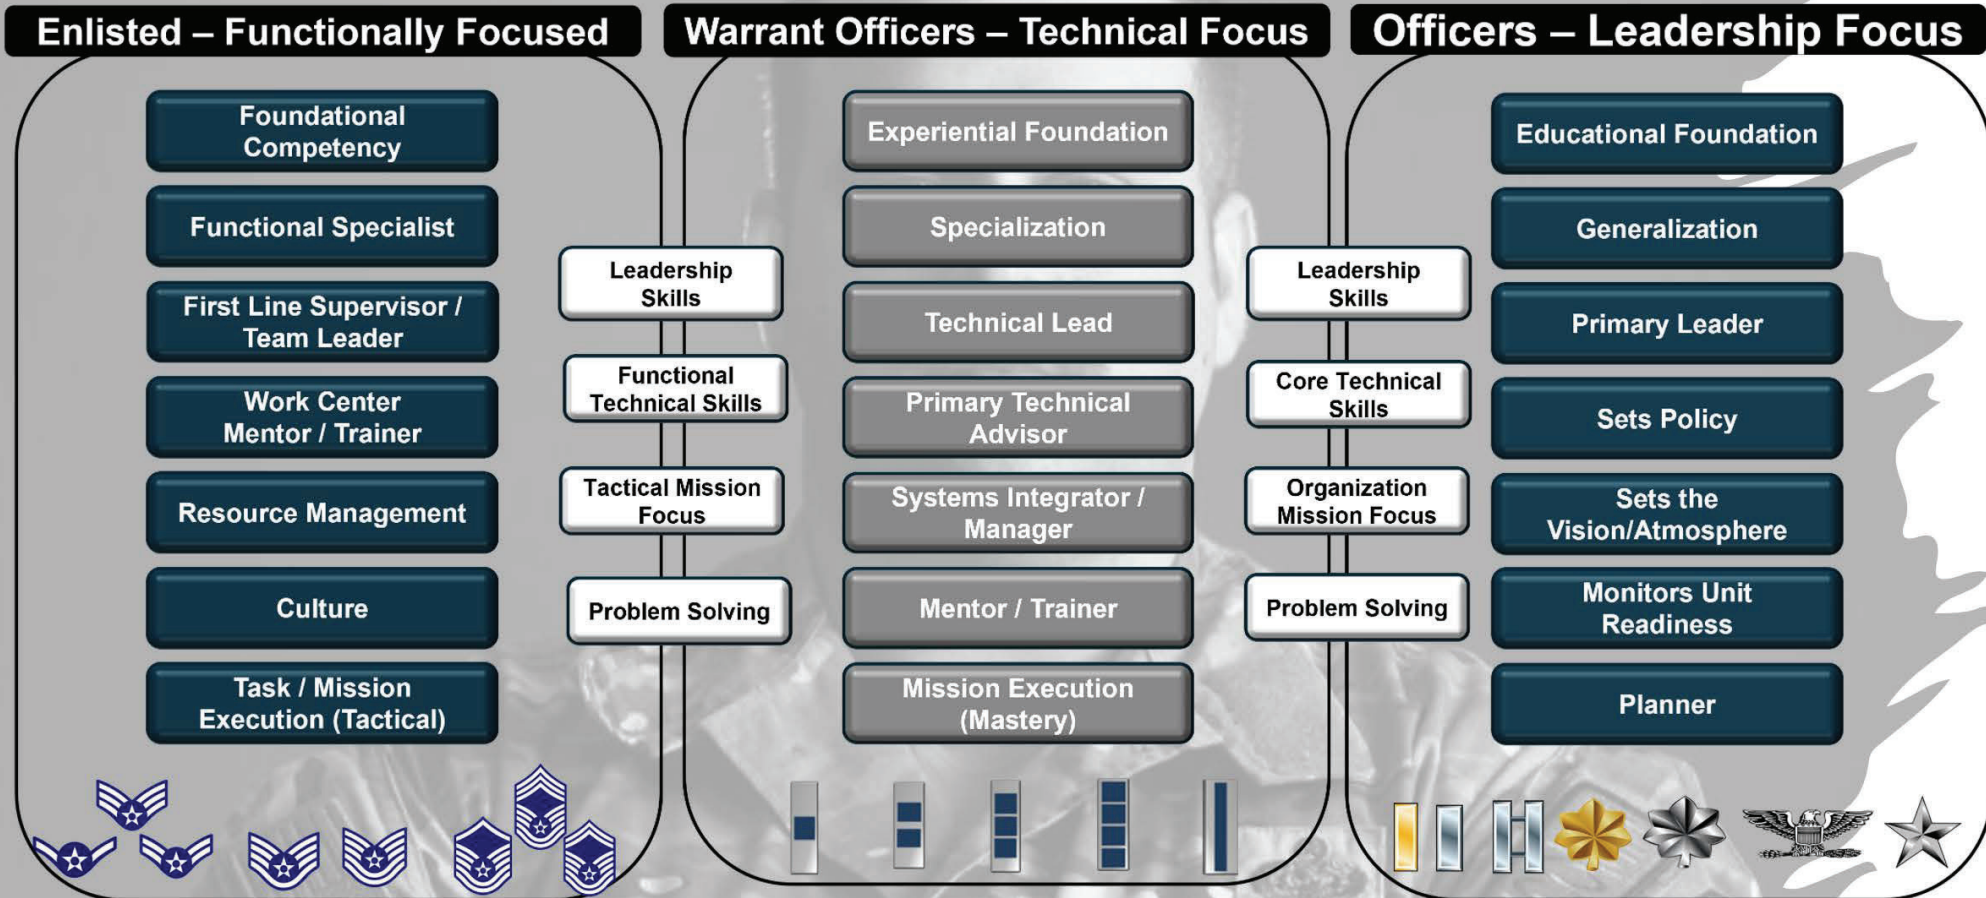 Enlisted – Functionally Focused
Foundational
Competency
Functional Specialist
First Line Supervisor /
Team Leader
Work Center
Mentor / Trainer
Resource Management
Culture
Task / Mission
Execution (Tactical)
Leadership
Skills
Functional
Technical Skills
Tactical Mission
Focus
Problem Solving
Warrant Officers – Technical Focus
Experiential Foundation
Specialization
Technical Lead
Primary Technical
Advisor
Systems Integrator /
Manager
Mentor / Trainer
Mission Execution
(Mastery)
Leadership
Skills
Core Technical
Skills
Organization
Mission Focus
Problem Solving
Officers – Leadership Focus
Educational Foundation
Generalization
Primary Leader
Sets Policy
Sets the
Vision/Atmosphere
Monitors Unit
Readiness
Planner